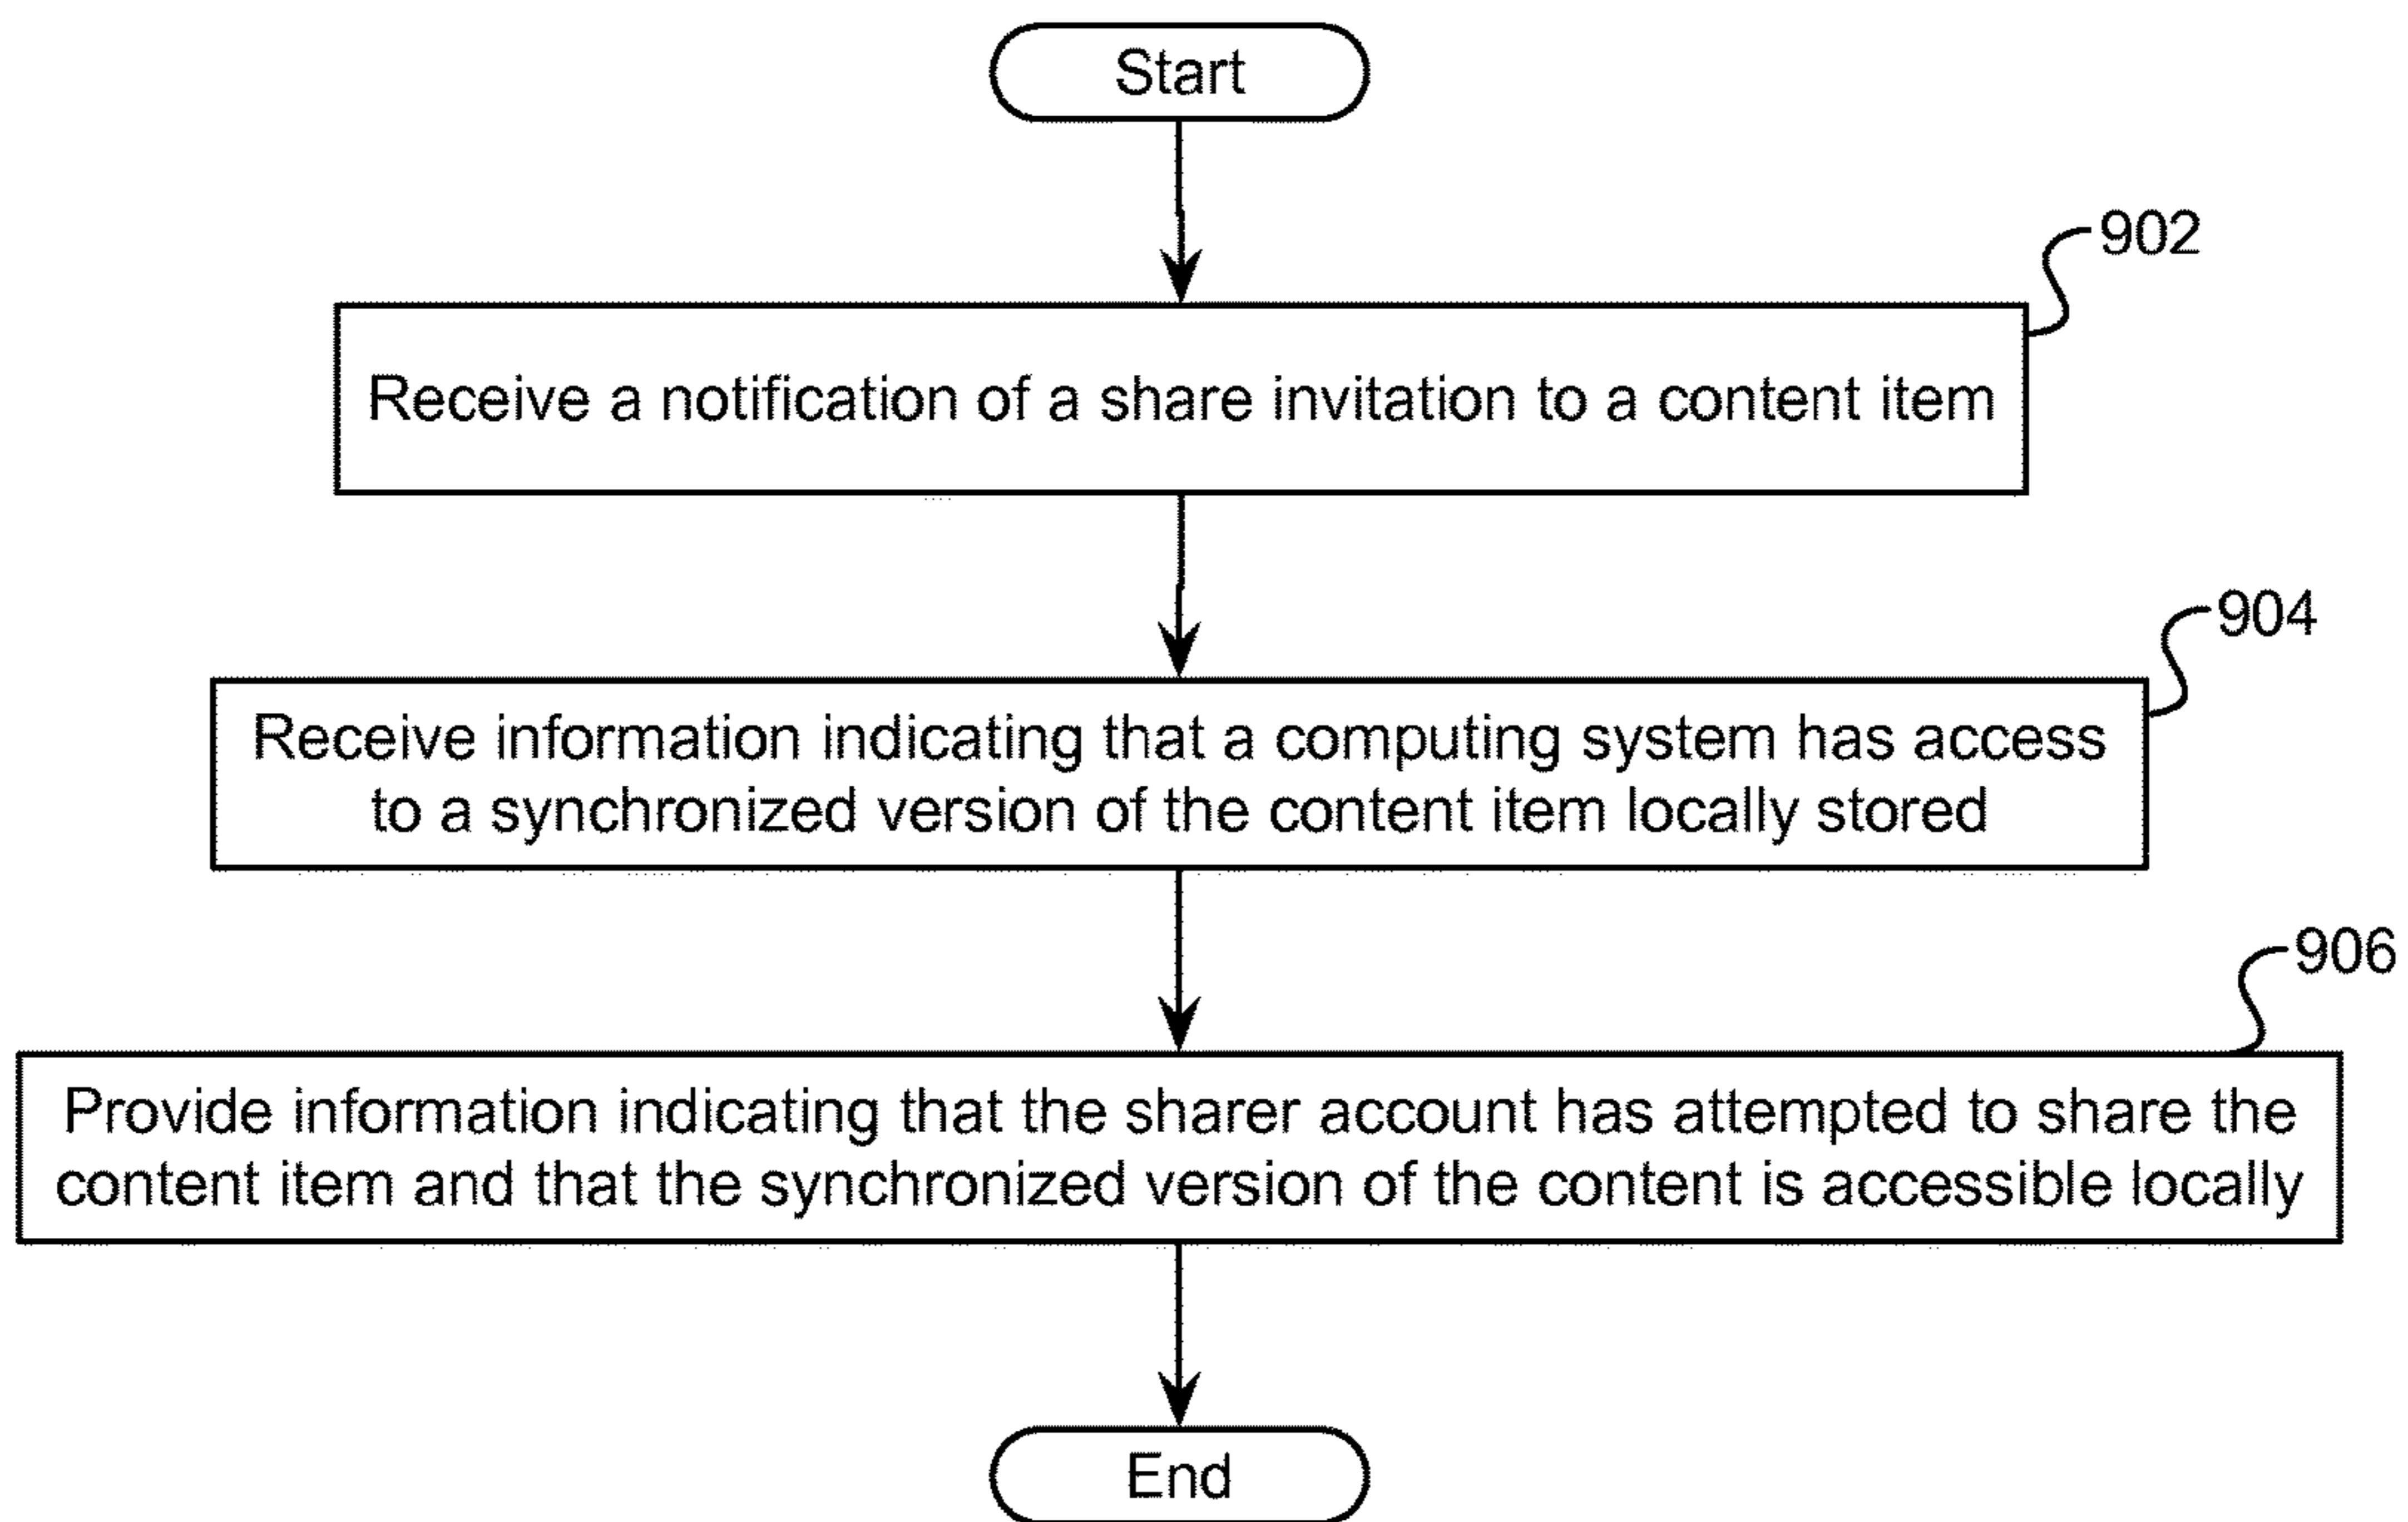 Start
902
Receive a notification of a share invitation to a content item
904
Receive information indicating that a computing system has access
to a synchronized version of the content item locally stored
906
Provide information indicating that the sharer account has attempted to share the
content item and that the synchronized version of the content is accessible locally
End